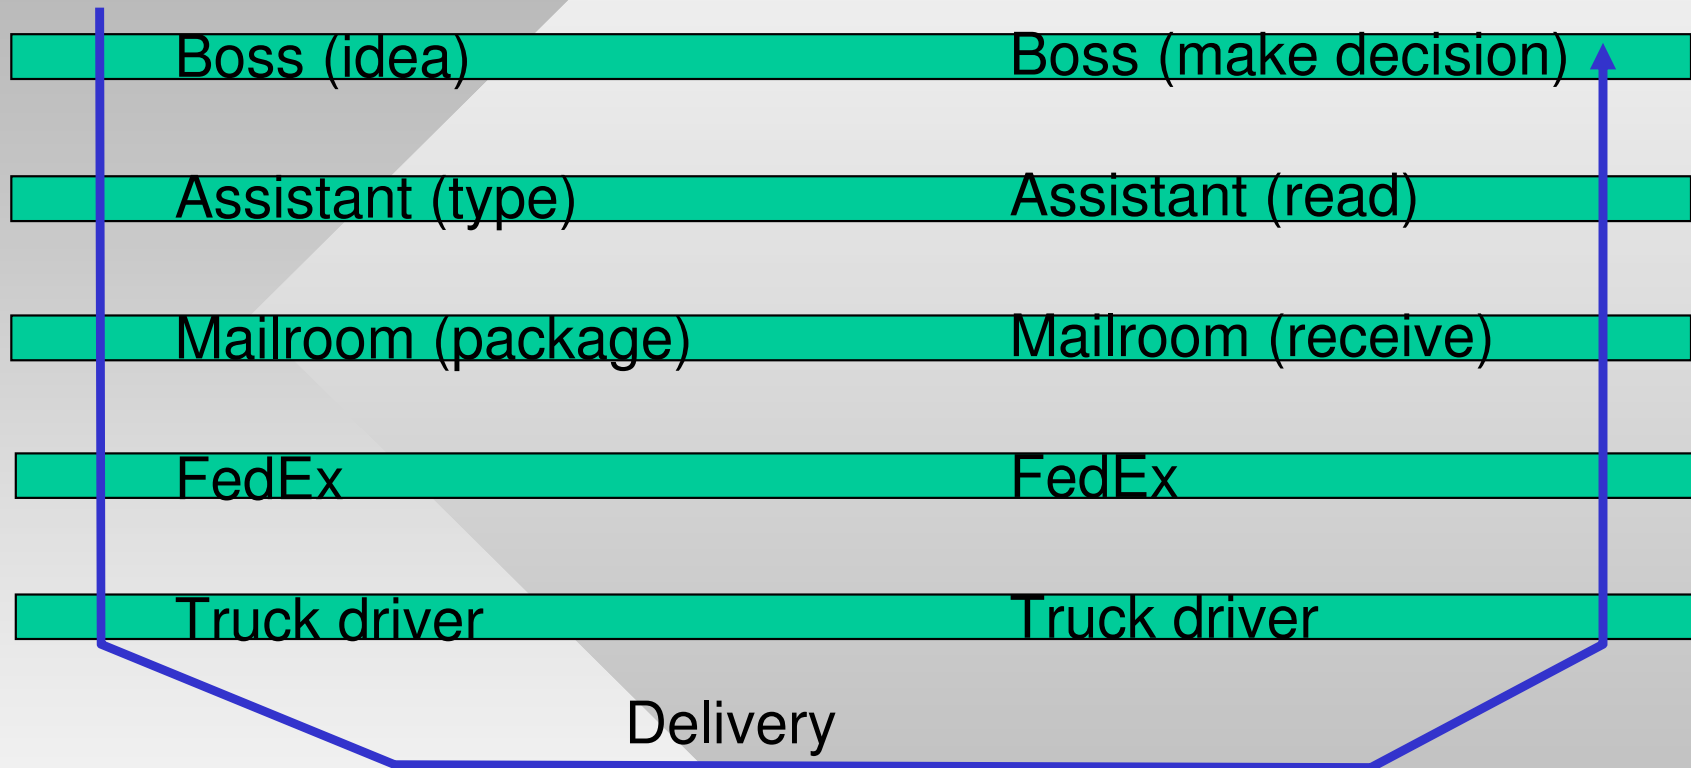 Boss (idea) Boss (make decision)
Assistant (type) Assistant (read)
Mailroom (package) Mailroom (receive)
FedEx FedEx
Truck driver Truck driver
Delivery